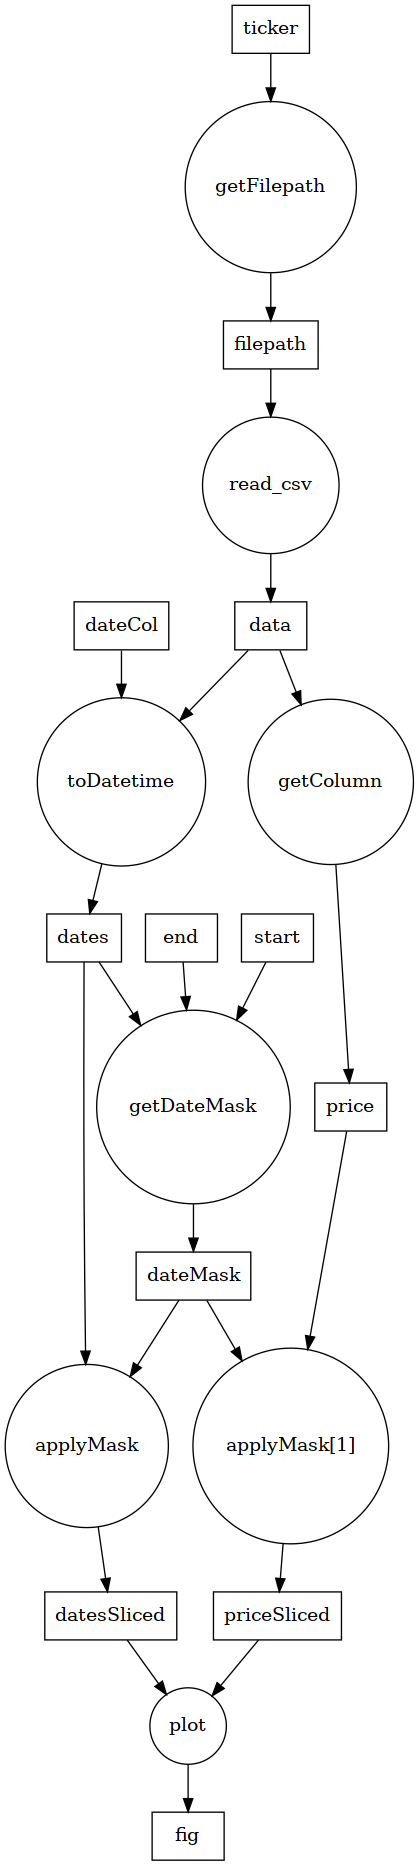 ticker
getFilepath
filepath
read_csv
dateCol
data
toDatetime
getColumn
dates
end
start
getDateMask
price
dateMask
applyMask
applyMask[1]
datesSliced
priceSliced
plot
fig